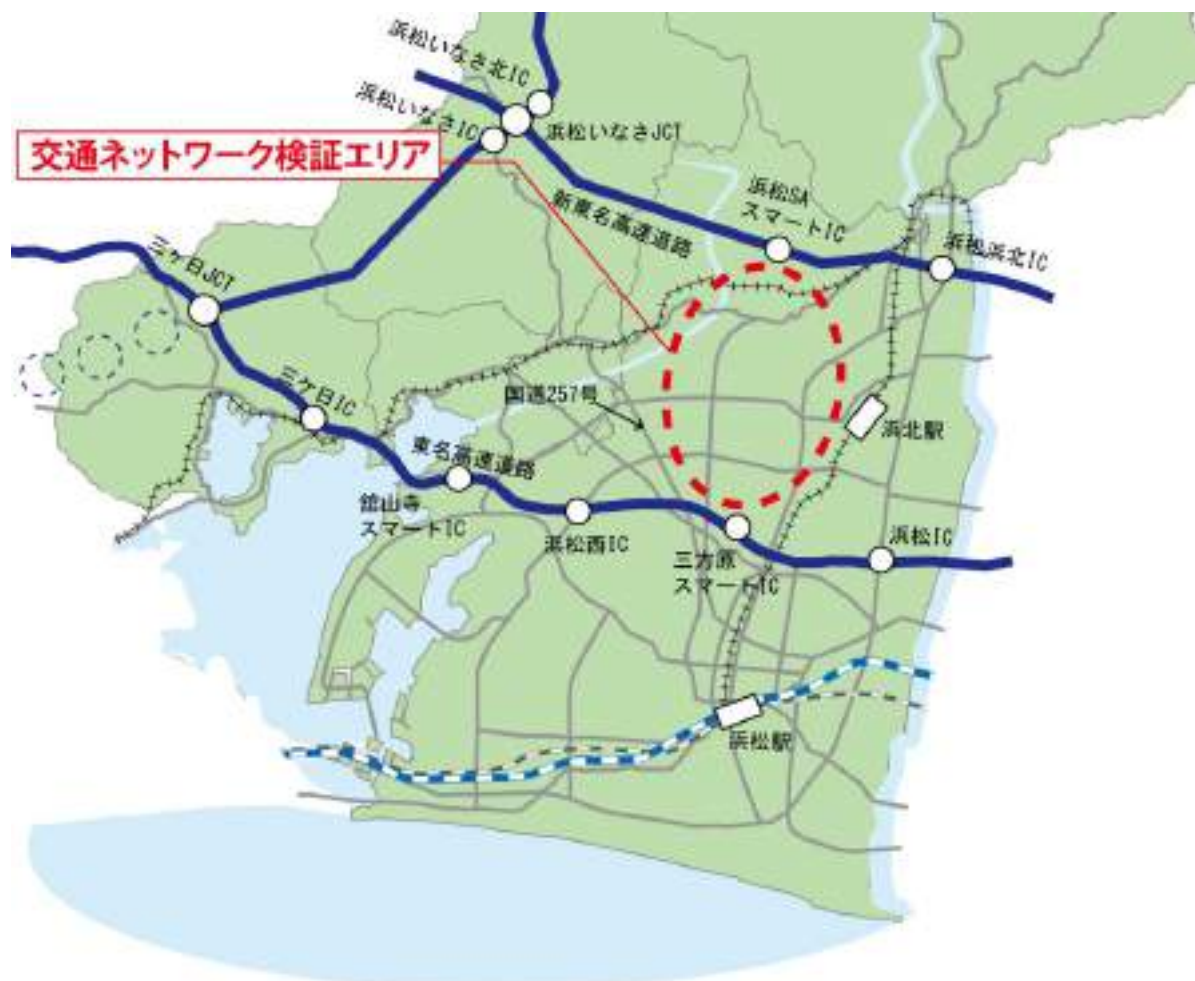 浜松いなさ北IC
浜松いなさIC
浜松いなさJCT
交通ネットワーク検証エリア
浜松SA
スマートIC
新東名高速道路
浜松浜北IC
三ケ日JCT
三ケ日IC
国道257号
浜北駅
東名高速道路
舘山寺
スマートIC
浜松西IC
三方原
スマートIC
浜松IC
浜松駅